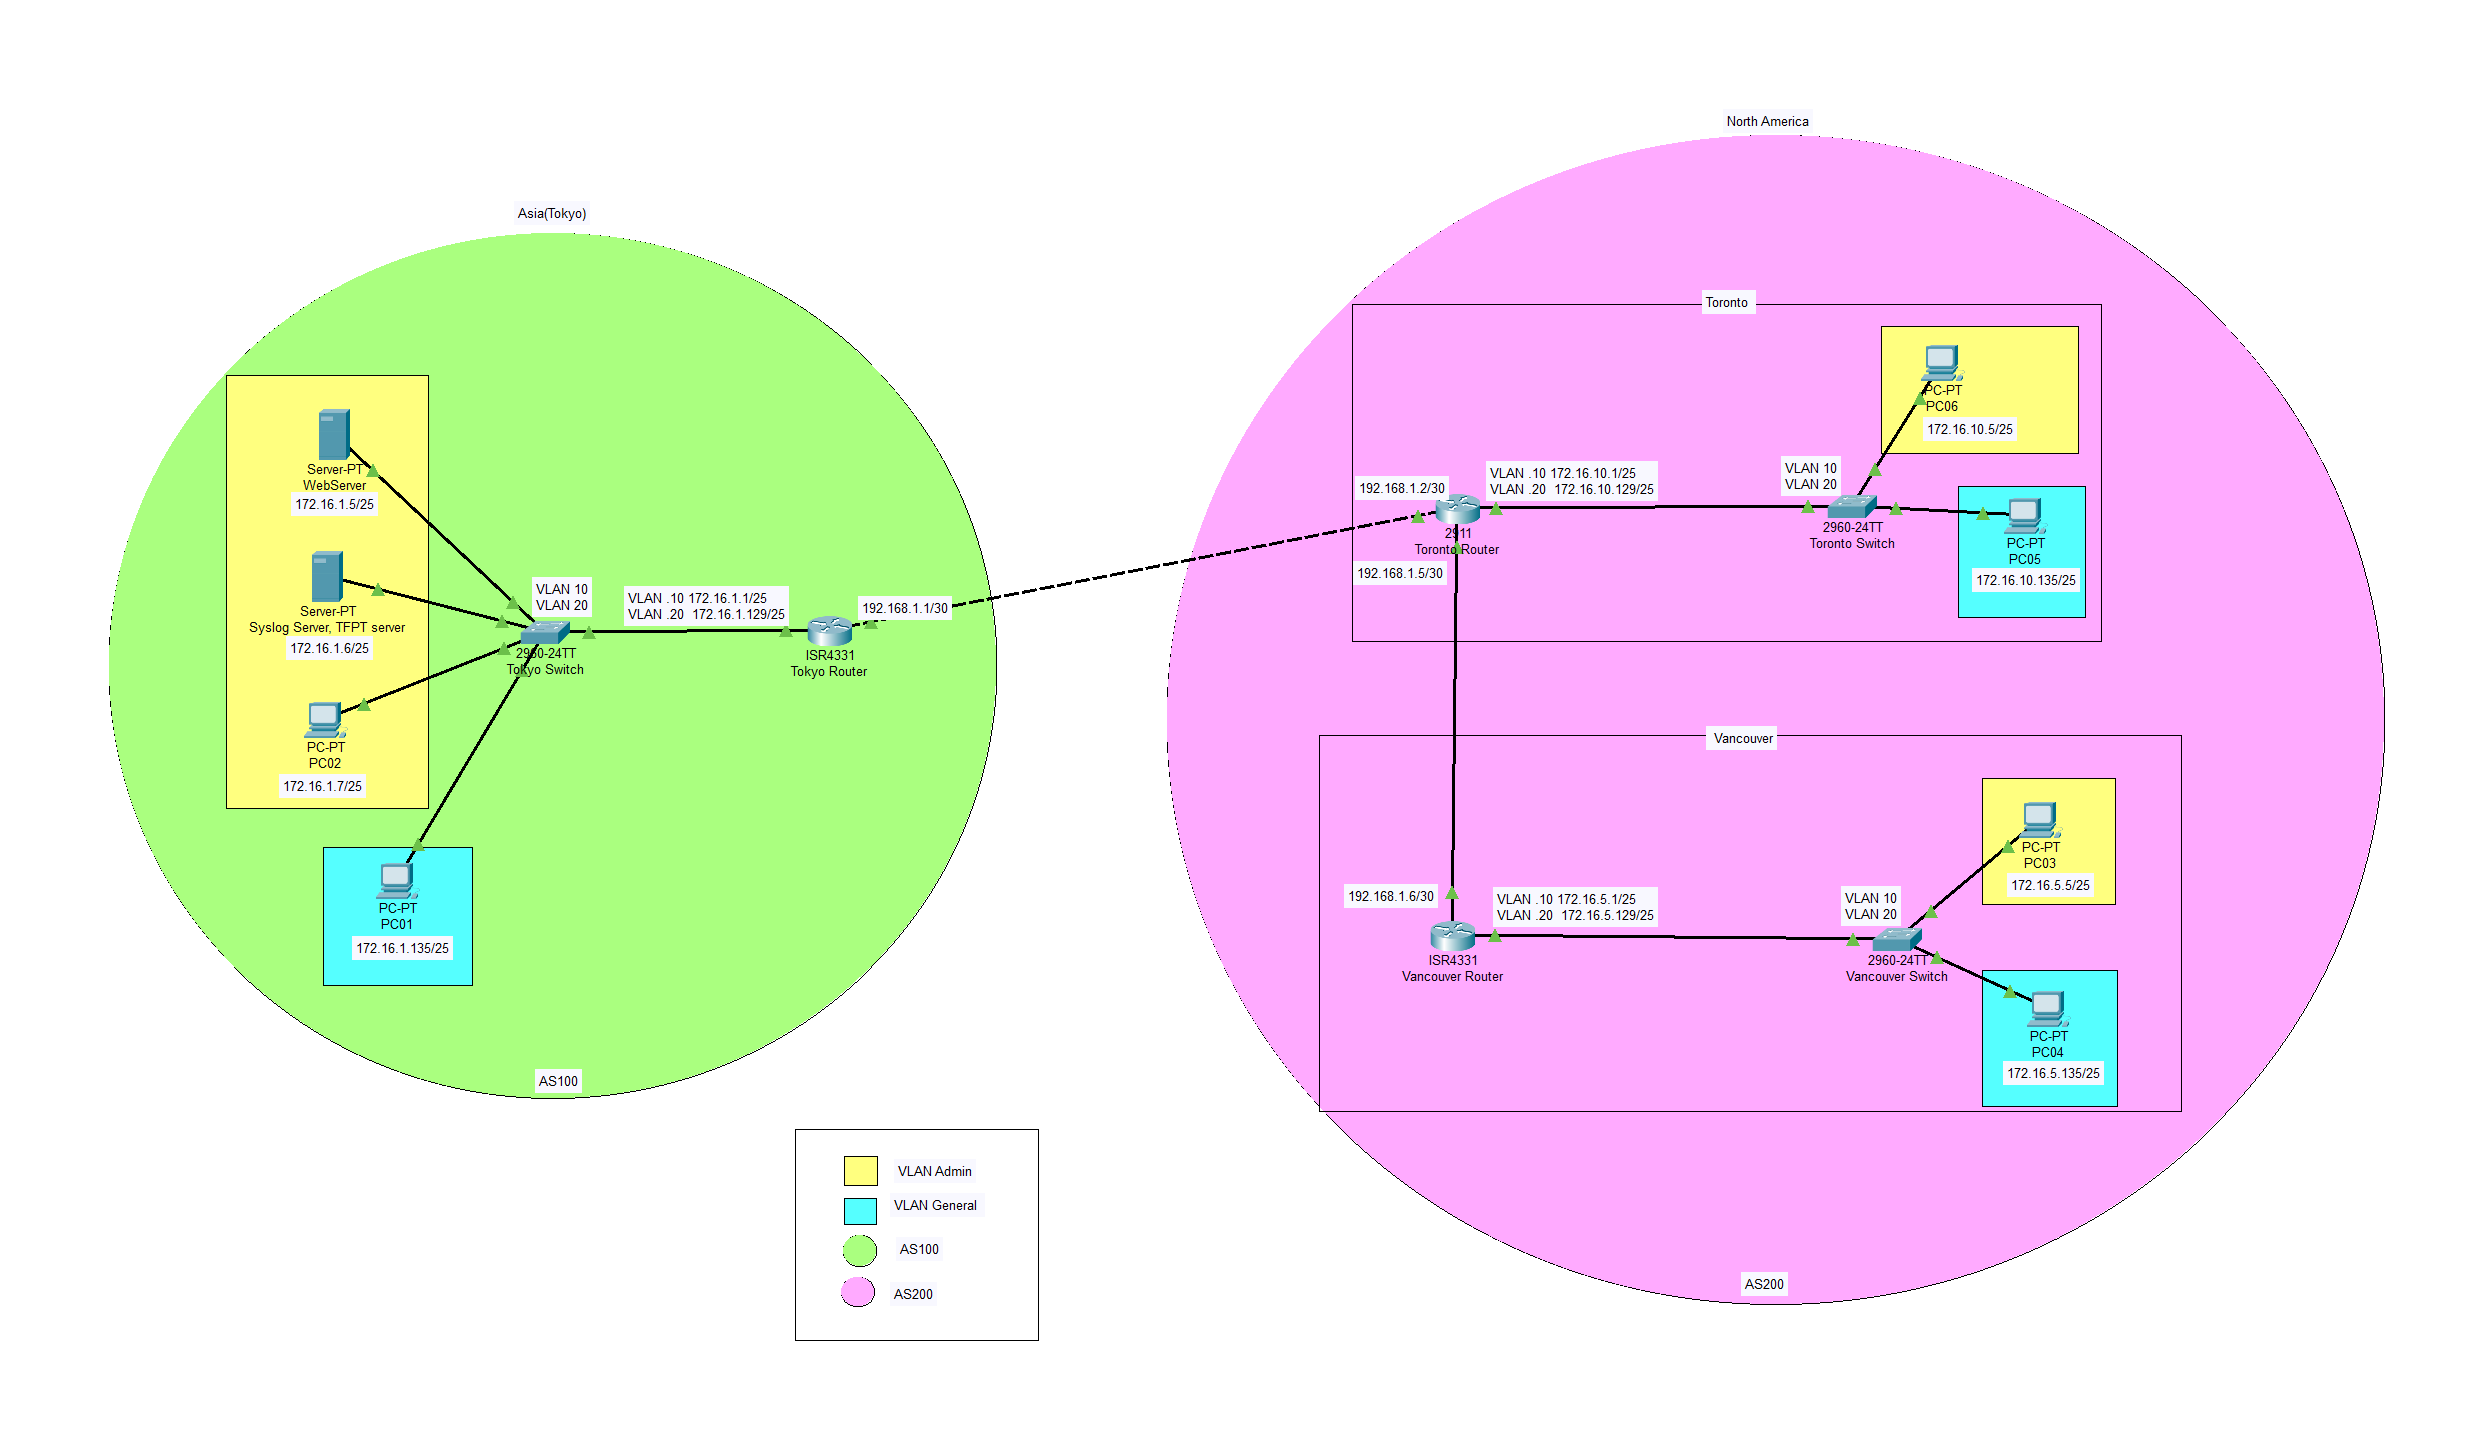 North America
Asia(Tokyo)
Toronto
PC-PT
PC06
172.16.10.5/25
Server-PT
WebServer
172.16.1.5/25
192.168.1.2/30
VLAN .10 172.16.10.1/25
VLAN .20  172.16.10.129/25
VLAN 10
VLAN 20
2911
Toronto Router
192.168.1.5/30
2960-24TT
Toronto Switch
PC-PT
PC05
172.16.10.135/25
Server-PT
Syslog Server, TFPT server
172.16.1.6/25
VLAN 10
VLAN 20
VLAN .10 172.16.1.1/25
VLAN .20  172.16.1.129/25
192.168.1.1/30
2960-24TT
Tokyo Switch
ISR4331
Tokyo Router
PC-PT
PC02
172.16.1.7/25
Vancouver
PC-PT
PC03
172.16.5.5/25
PC-PT
PC01
172.16.1.135/25
192.168.1.6/30
VLAN .10 172.16.5.1/25
VLAN .20  172.16.5.129/25
VLAN 10
VLAN 20
ISR4331
Vancouver Router
2960-24TT
Vancouver Switch
PC-PT
PC04
172.16.5.135/25
AS100
VLAN Admin
VLAN General
AS100
AS200
AS200